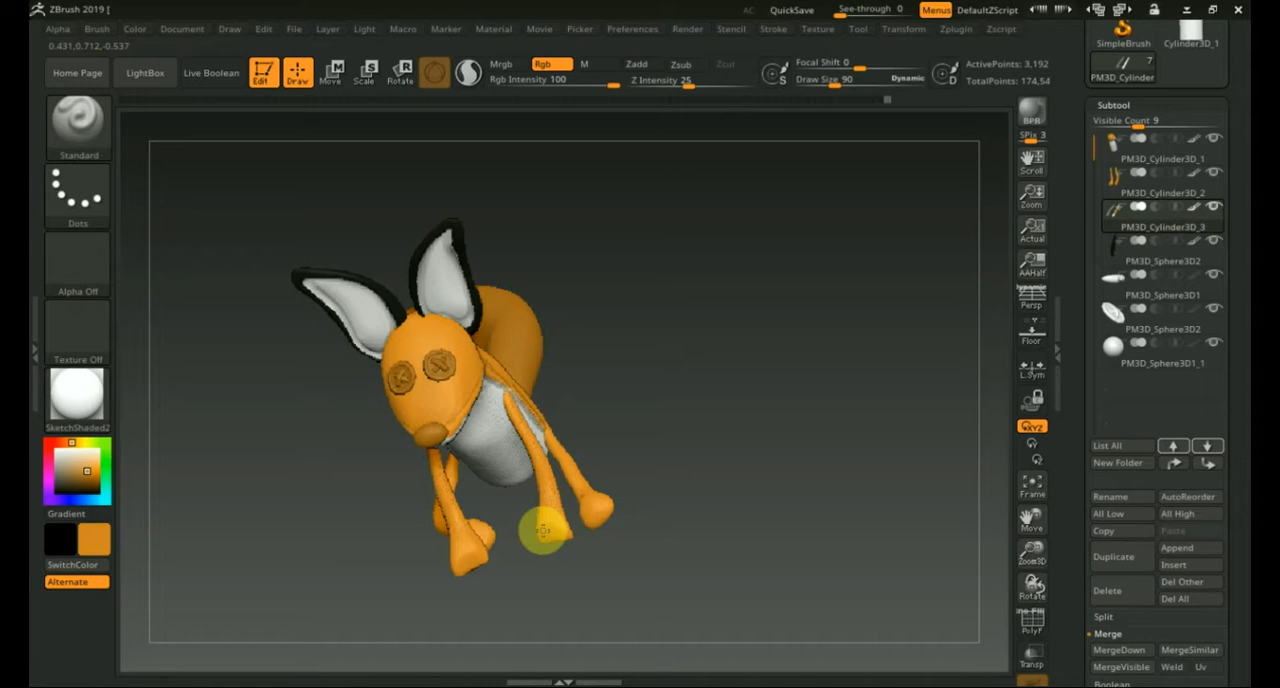 ZBrush 2019 [
AC QuickSave See-through 0 Menus DefaultZScript
Alpha Brush Color Document Draw Edit File Layer Light Macro Marker Material Movie Picker Preferences Render Stencil Stroke Texture Tool Transform Zplugin Zscript
0.431,0.712,-0.537
Home Page LightBox Live Boolean Edit Draw Move Scale Rotate
Mrgb Rgb M Zadd Zsub
Rgb Intensity 100 Z Intensity 25
Focal Shift 0
Draw Size 90 Dynamic
ActivePoints: 3,192
TotalPoints: 174,54
SimpleBrush Cylinder3D_1
7
PM3D_Cylinder
Standard
Dots
Alpha Off
Texture Off
SketchShaded2
Gradient
SwitchColor
Alternate
BPR
SPix 3
Scroll
Zoom
Actual
AAHalf
Persp
Floor
L.Sym
XYZ
Frame
Move
Zoom3D
Rotate
PolyF
Transp
Subtool
Visible Count 9
PM3D_Cylinder3D_1
PM3D_Cylinder3D_2
PM3D_Cylinder3D_3
PM3D_Sphere3D2
PM3D_Sphere3D1
PM3D_Sphere3D2
PM3D_Sphere3D1_1
List All
New Folder
Rename AutoReorder
All Low All High
Copy Paste
Duplicate Append
Insert
Delete Del Other
Del All
Split
Merge
MergeDown MergeSimilar
MergeVisible Weld Uv
Boolean